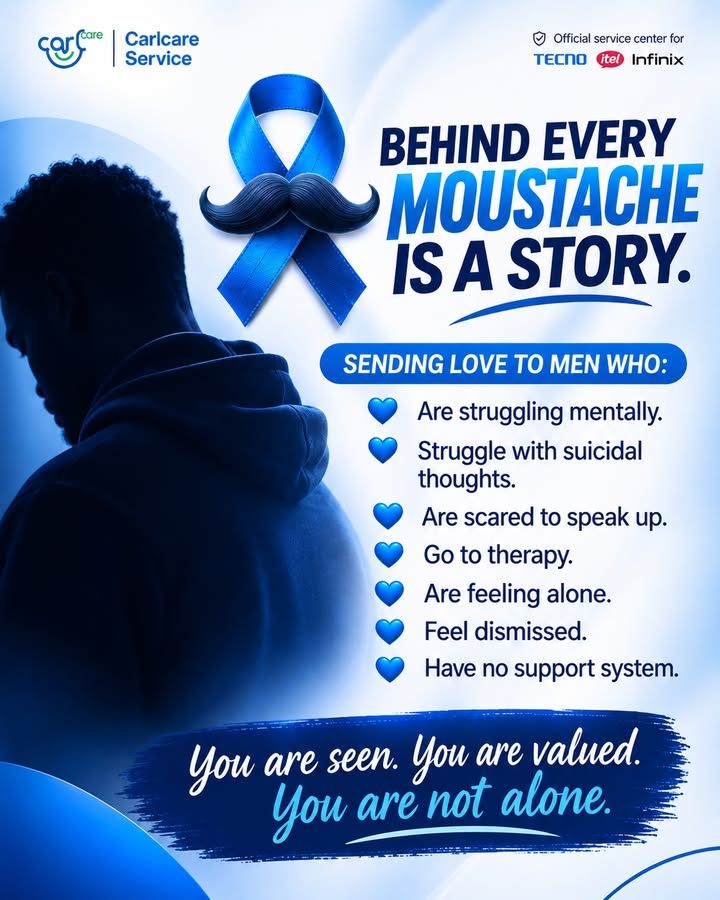 carlcare
Carlcare
Service
Official service center for
TECNO itel Infinix
BEHIND EVERY
MOUSTACHE
IS A STORY.
SENDING LOVE TO MEN WHO:
Are struggling mentally.
Struggle with suicidal
thoughts.
Are scared to speak up.
Go to therapy.
Are feeling alone.
Feel dismissed.
Have no support system.
You are seen. You are valued.
You are not alone.